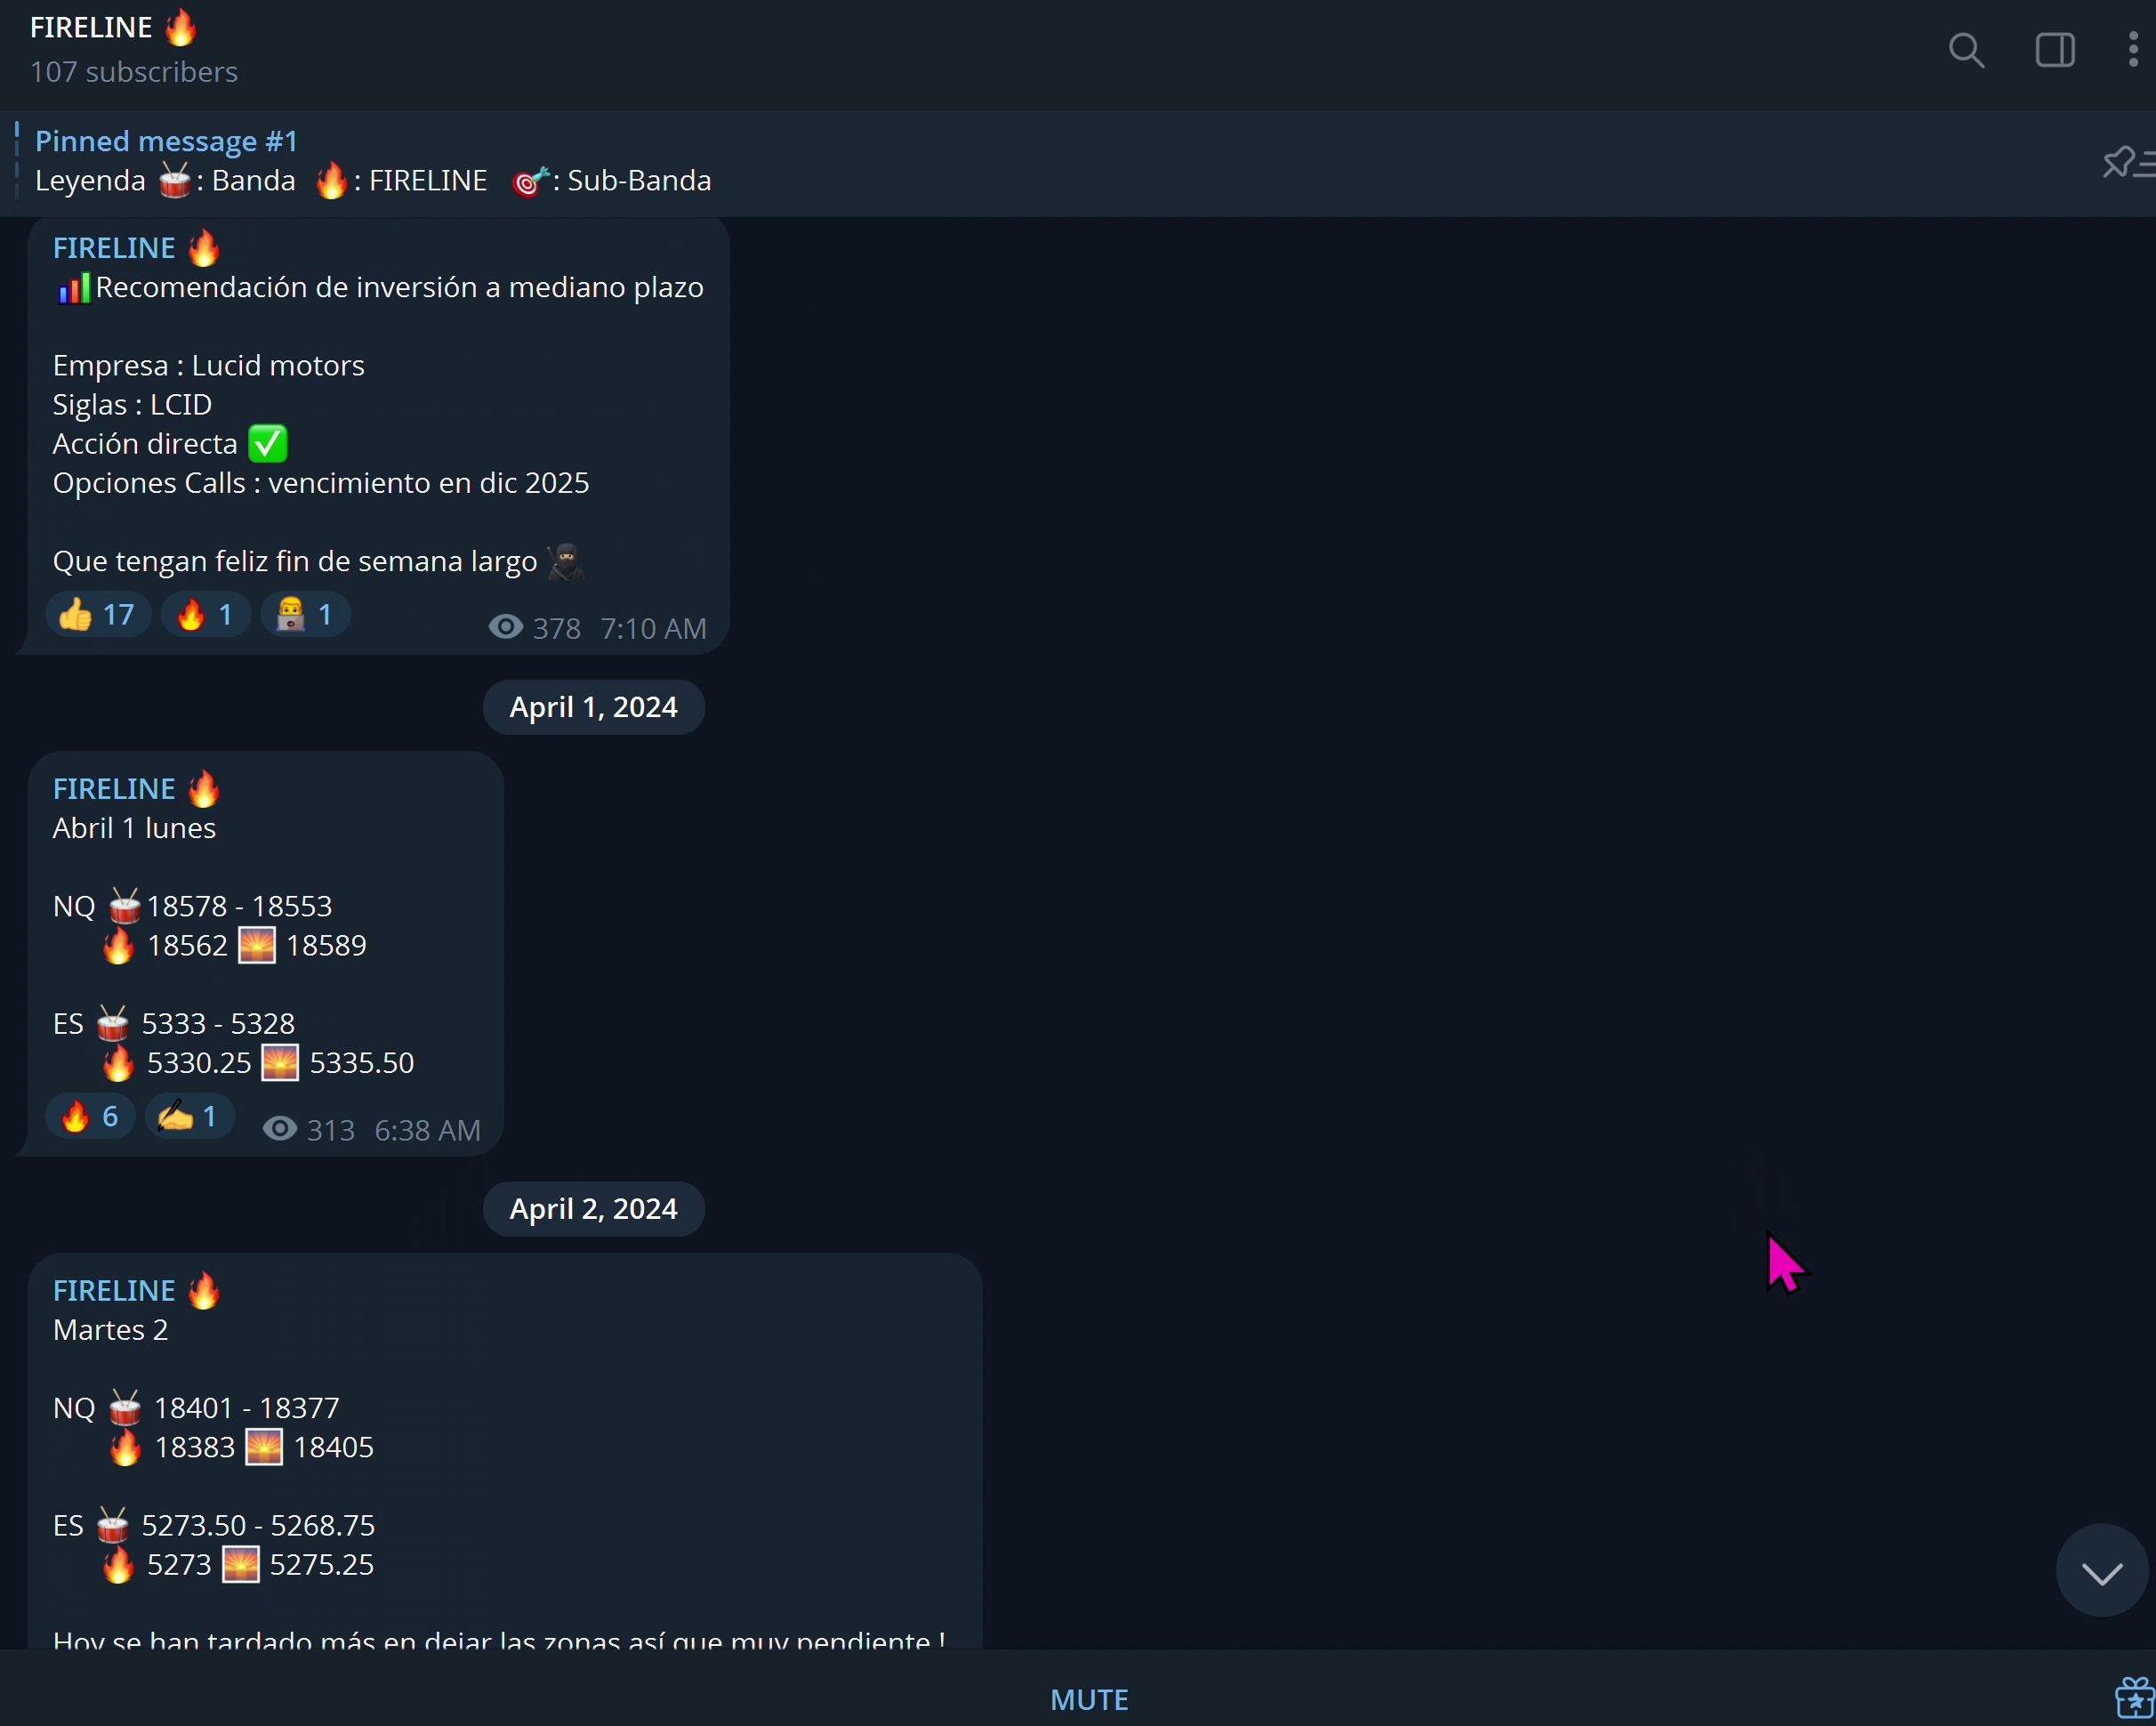 FIRELINE 🔥
107 subscribers
Pinned message #1
Leyenda 🥁: Banda 🔥: FIRELINE 🎯: Sub-Banda
FIRELINE 🔥
📊Recomendación de inversión a mediano plazo
Empresa : Lucid motors
Siglas : LCID
Acción directa ✅
Opciones Calls : vencimiento en dic 2025
Que tengan feliz fin de semana largo 🥷
👍 17 🔥 1 👨‍💻 1 378 7:10 AM
April 1, 2024
FIRELINE 🔥
Abril 1 lunes
NQ 🥁18578 - 18553
🔥 18562 🌅 18589
ES 🥁 5333 - 5328
🔥 5330.25 🌅 5335.50
🔥 6 ✍️ 1 313 6:38 AM
April 2, 2024
FIRELINE 🔥
Martes 2
NQ 🥁 18401 - 18377
🔥 18383 🌅 18405
ES 🥁 5273.50 - 5268.75
🔥 5273 🌅 5275.25
Hoy se han tardado más en dejar las zonas así que muy pendiente !
MUTE